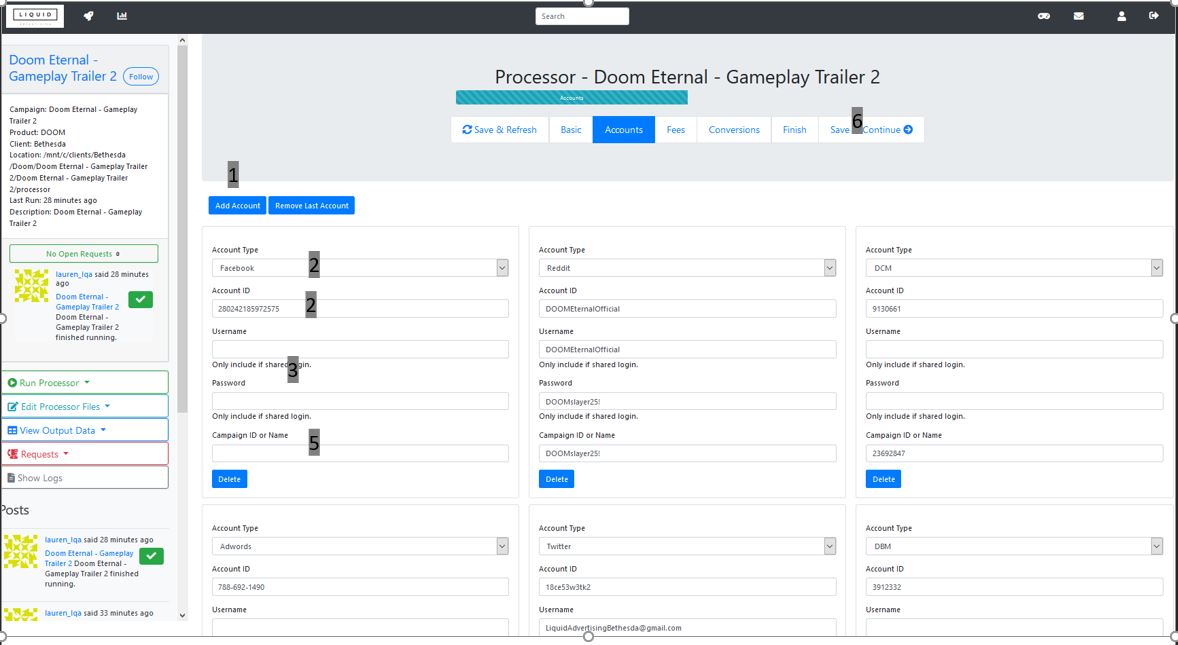 LIQUID
ADVERTISING
Search
Doom Eternal -
Gameplay Trailer 2
Follow
Campaign: Doom Eternal - Gameplay
Trailer 2
Product: DOOM
Client: Bethesda
Location: /mnt/c/clients/Bethesda
/Doom/Doom Eternal - Gameplay Trailer
2/Doom Eternal - Gameplay Trailer
2/processor
Last Run: 28 minutes ago
Description: Doom Eternal - Gameplay
Trailer 2
No Open Requests 0
lauren_lqa said 28 minutes
ago
Doom Eternal -
Gameplay Trailer 2
Doom Eternal -
Gameplay Trailer 2
finished running.
Run Processor
Edit Processor Files
View Output Data
Requests
Show Logs
Posts
lauren_lqa said 28 minutes ago
Doom Eternal - Gameplay
Trailer 2 Doom Eternal -
Gameplay Trailer 2 finished
running.
lauren_lqa said 33 minutes ago
Processor - Doom Eternal - Gameplay Trailer 2
Accounts
Save & Refresh Basic Accounts Fees Conversions Finish Save 6 Continue
1
Add Account Remove Last Account
Account Type
Facebook 2
Account ID
280242185972575 2
Username
Only include if shared login.
3
Password
Only include if shared login.
Campaign ID or Name 5
Delete
Account Type
Reddit
Account ID
DOOMEternalOfficial
Username
DOOMEternalOfficial
Only include if shared login.
Password
DOOMslayer25!
Only include if shared login.
Campaign ID or Name
DOOMslayer25!
Delete
Account Type
DCM
Account ID
9130661
Username
Only include if shared login.
Password
Only include if shared login.
Campaign ID or Name
23692847
Delete
Account Type
Adwords
Account ID
788-692-1490
Username
Account Type
Twitter
Account ID
18ce53w3tk2
Username
LiquidAdvertisingBethesda@gmail.com
Account Type
DBM
Account ID
3912332
Username